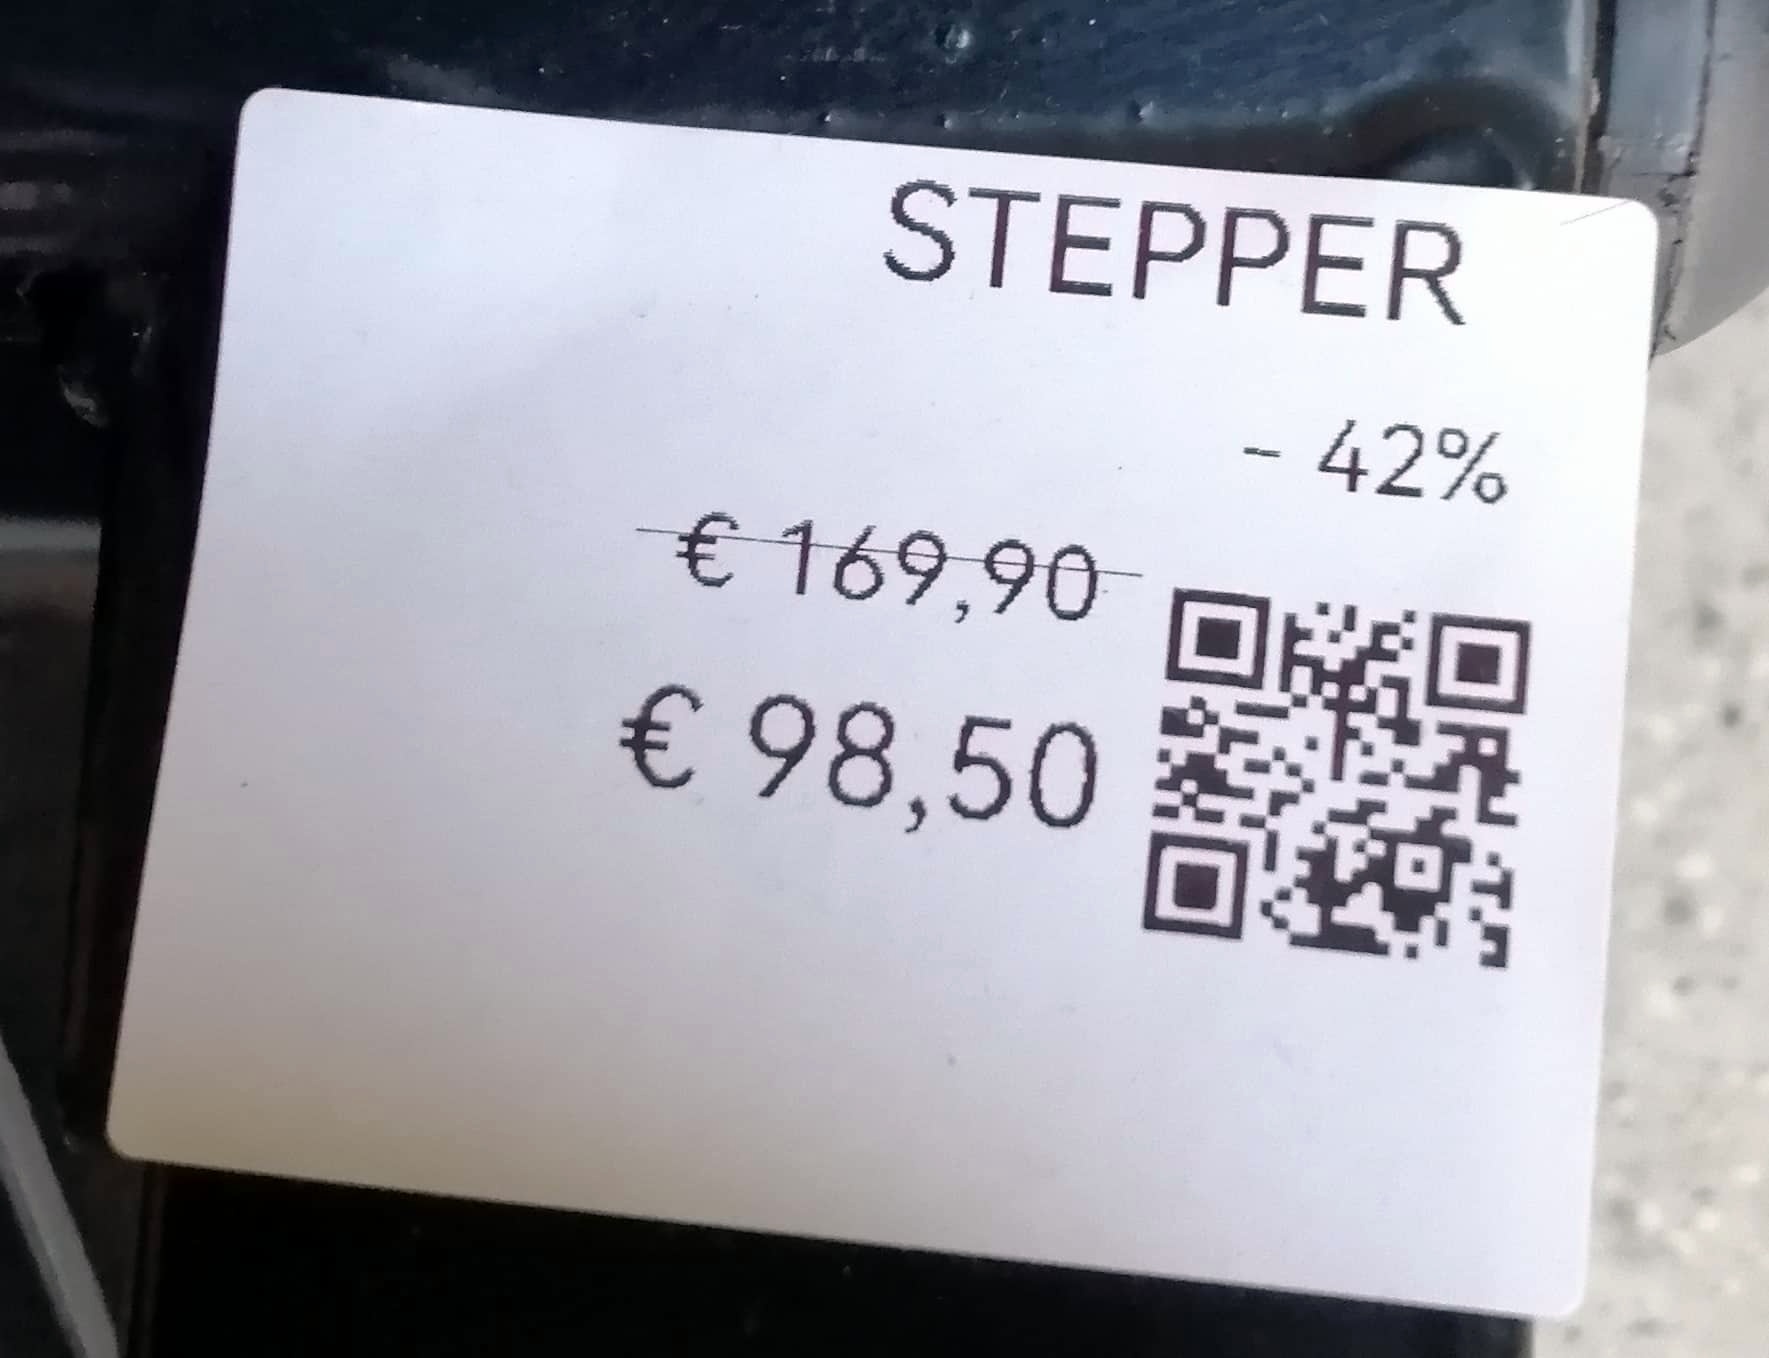 STEPPER
- 42%
€ 169,90
€ 98,50